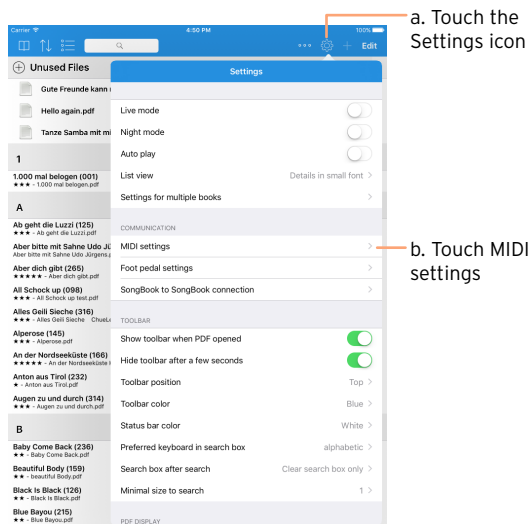 a. Touch the
Settings icon
Carrier 4:50 PM 100%
Edit
Unused Files
Gute Freunde kann
Hello again.pdf
Tanze Samba mit mi
1
1.000 mal belogen (001)
★★★ - 1.000 mal belogen.pdf
A
Ab geht die Luzzi (125)
★★★ - Ab geht die Luzzi.pdf
Aber bitte mit Sahne Udo Jü
Aber bitte mit Sahne Udo Jürgens.p
Aber dich gibt (265)
★★★★★ - Aber dich gibt.pdf
All Schock up (098)
★★★ - All Schock up test.pdf
Alles Geili Sieche (316)
★★★ - Alles Geili Sieche ChueL
Alperose (145)
★★★ - Alperose.pdf
An der Nordseeküste (166)
★★★★★ - An der Nordseeküste
Anton aus Tirol (232)
★ - Anton aus Tirol.pdf
Augen zu und durch (314)
★★★ - Augen zu und durch.pdf
B
Baby Come Back (236)
★★ - Baby Come Back.pdf
Beautiful Body (159)
★★ - beautiful Body.pdf
Black Is Black (126)
★★ - Black Is Black.pdf
Blue Bayou (215)
★★ - Blue Bayou.pdf
Settings
Live mode
Night mode
Auto play
List view Details in small font >
Settings for multiple books >
COMMUNICATION
MIDI settings >
Foot pedal settings >
SongBook to SongBook connection >
TOOLBAR
Show toolbar when PDF opened
Hide toolbar after a few seconds
Toolbar position Top >
Toolbar color Blue >
Status bar color White >
Preferred keyboard in search box alphabetic >
Search box after search Clear search box only >
Minimal size to search 1 >
PDF DISPLAY
b. Touch MIDI
settings